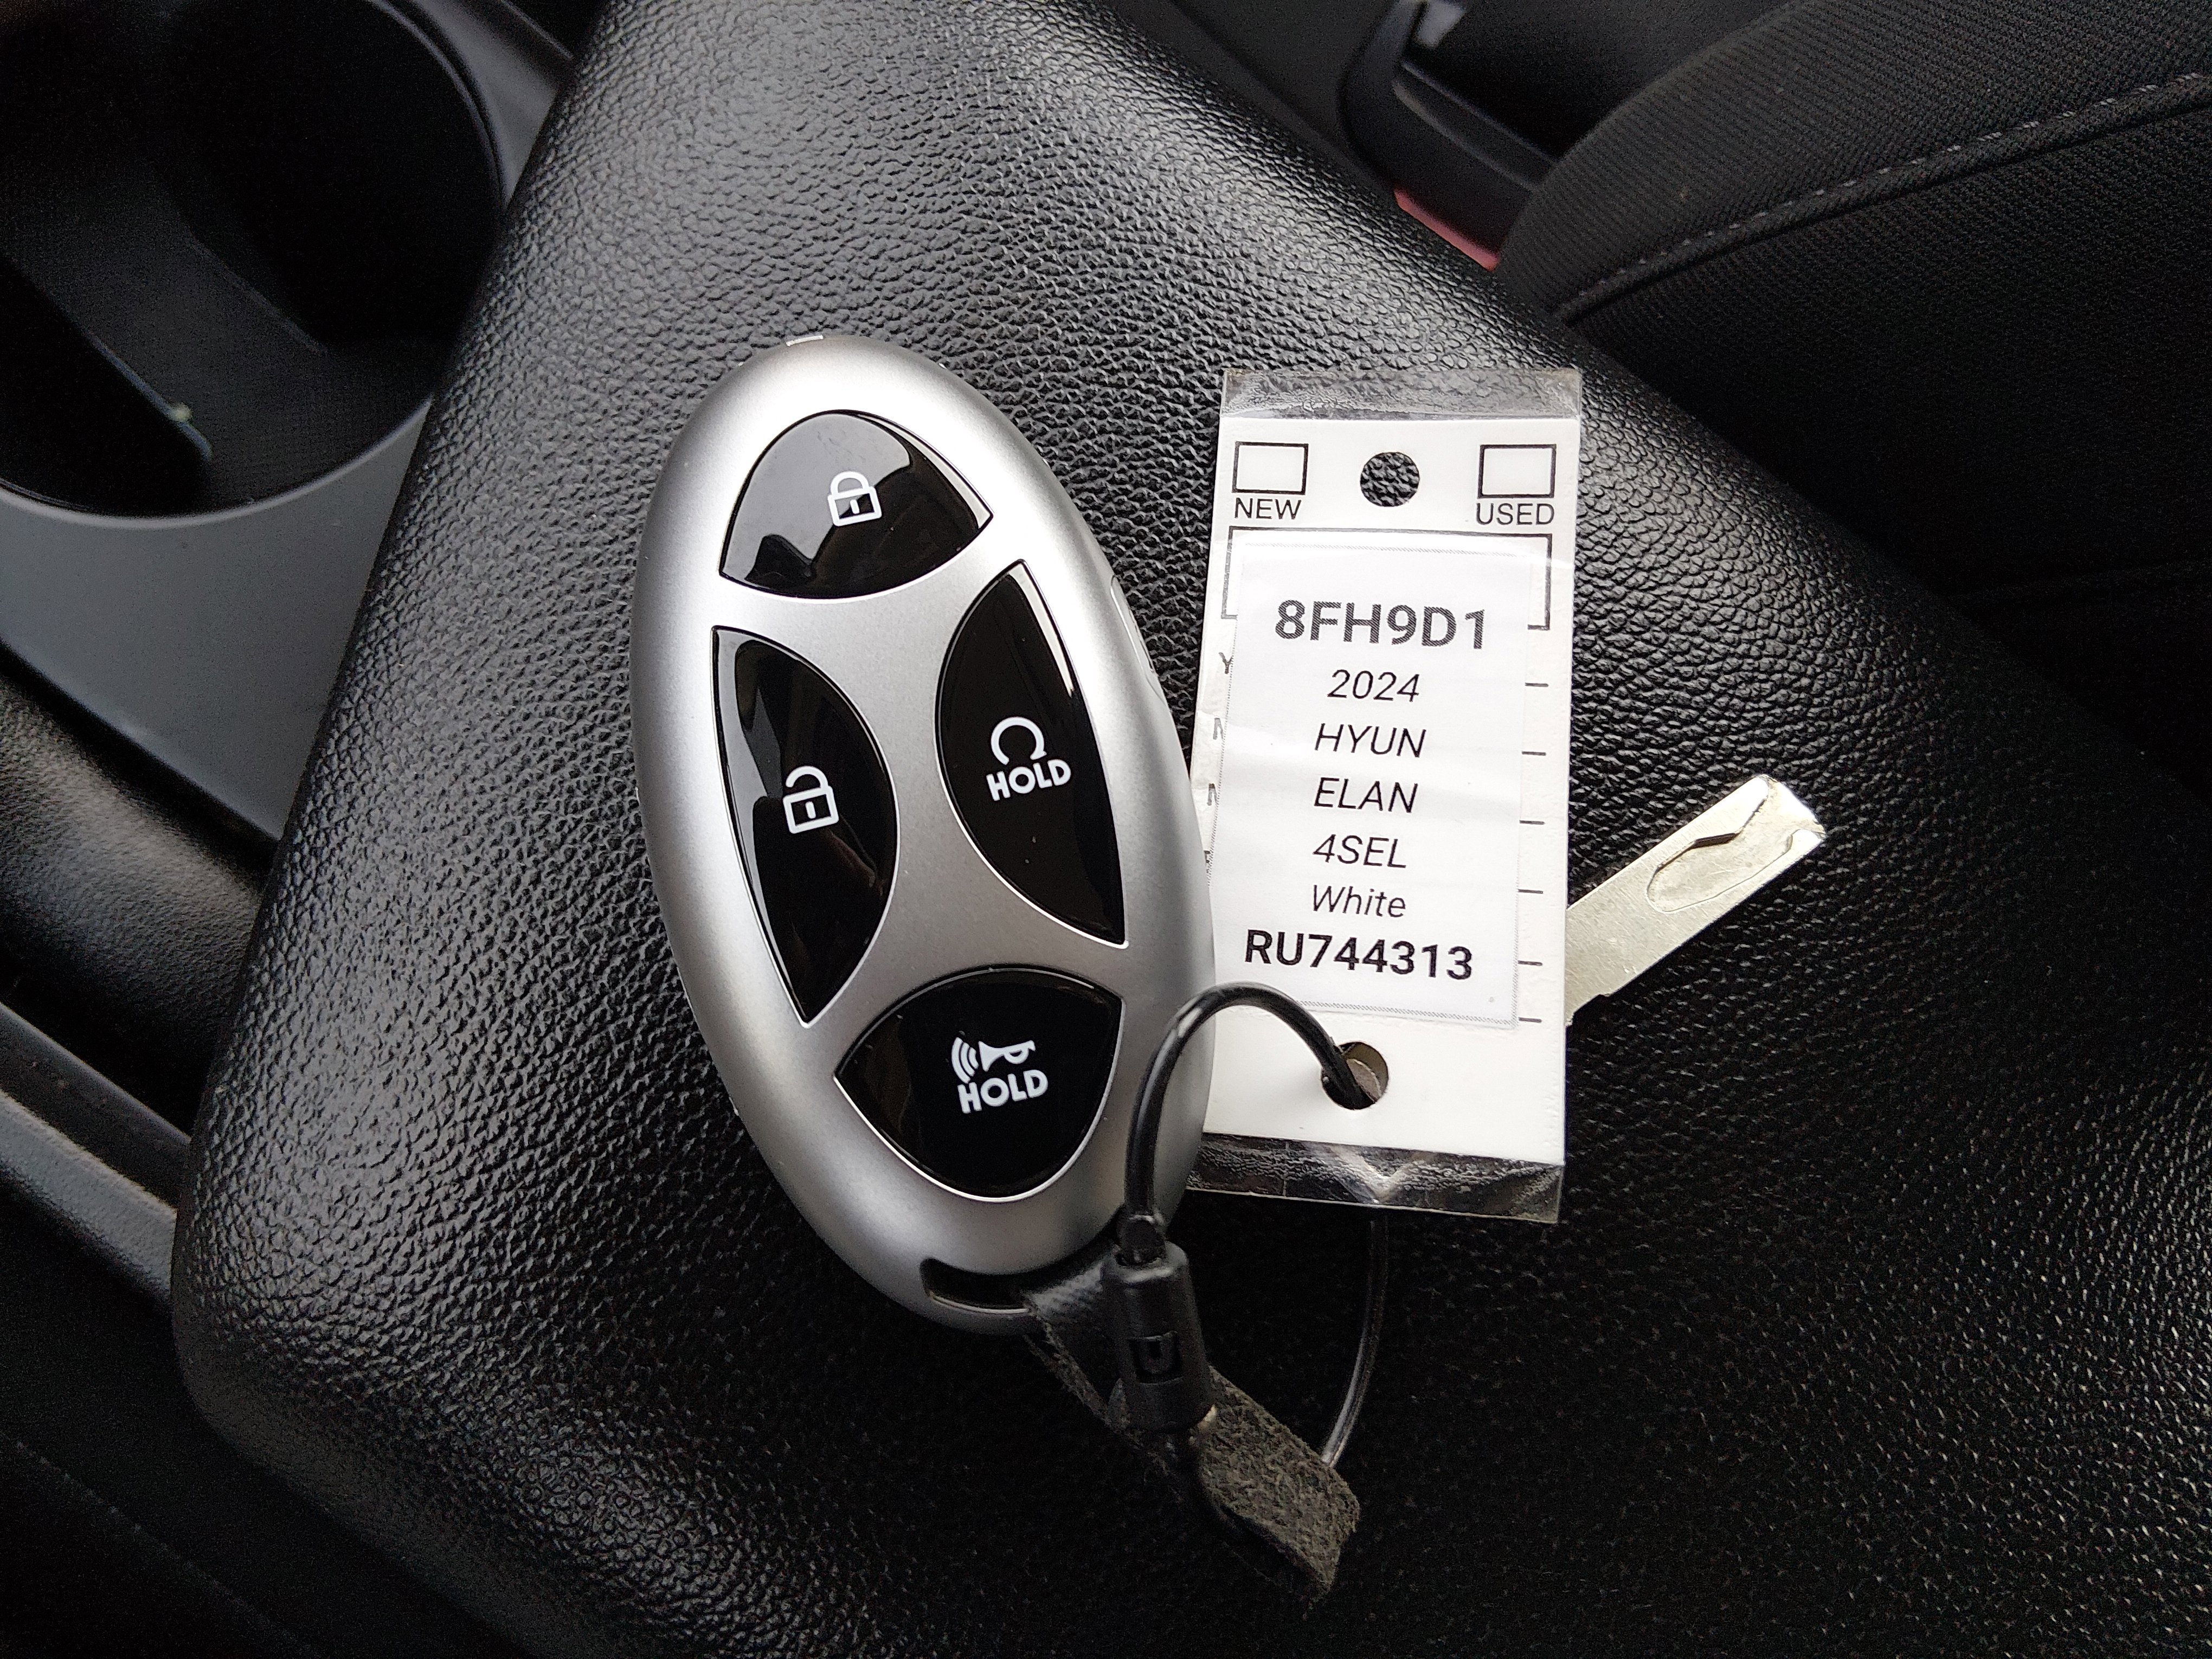 HOLD
HOLD
NEW USED
8FH9D1
2024
HYUN
ELAN
4SEL
White
RU744313